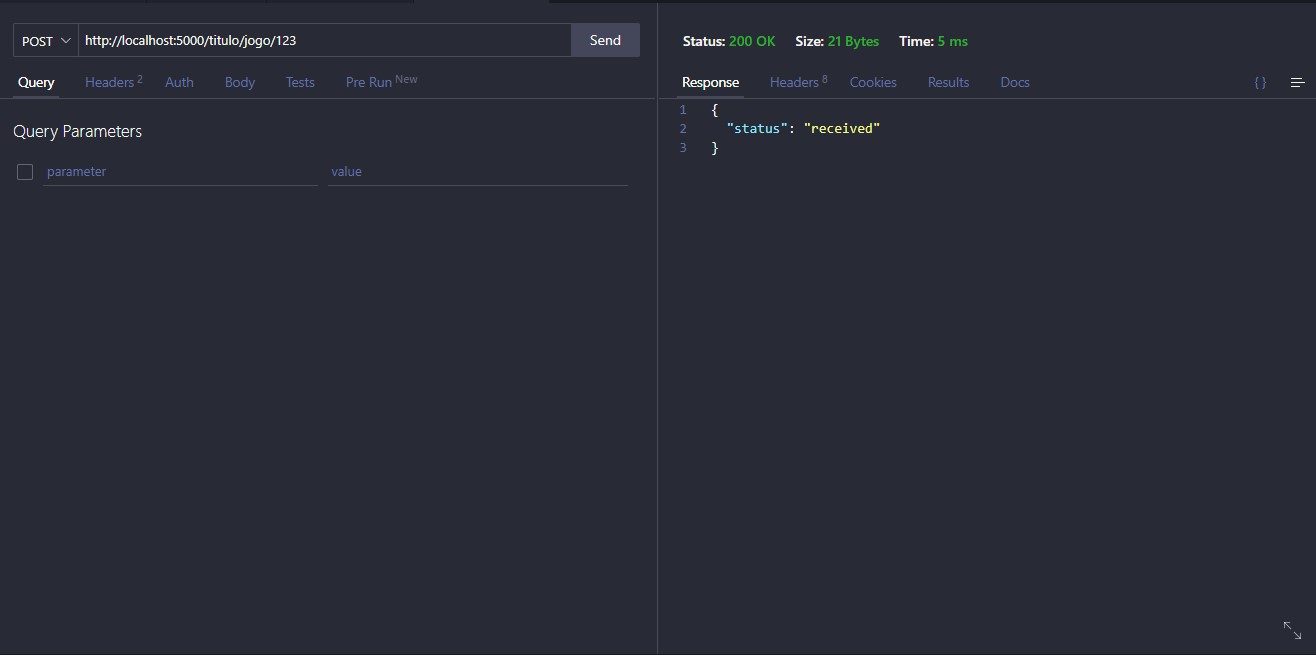 POST http://localhost:5000/titulo/jogo/123 Send
Query Headers 2 Auth Body Tests Pre Run New
Query Parameters
parameter value
Status: 200 OK Size: 21 Bytes Time: 5 ms
Response Headers 8 Cookies Results Docs {}
1 {
2 "status": "received"
3 }